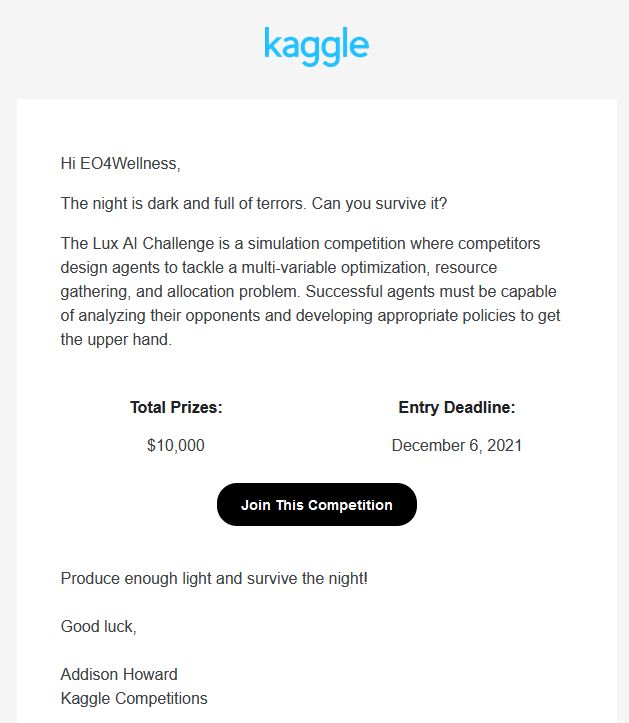 kaggle
Hi EO4Wellness,
The night is dark and full of terrors. Can you survive it?
The Lux AI Challenge is a simulation competition where competitors
design agents to tackle a multi-variable optimization, resource
gathering, and allocation problem. Successful agents must be capable
of analyzing their opponents and developing appropriate policies to get
the upper hand.
Total Prizes: Entry Deadline:
$10,000 December 6, 2021
Join This Competition
Produce enough light and survive the night!
Good luck,
Addison Howard
Kaggle Competitions